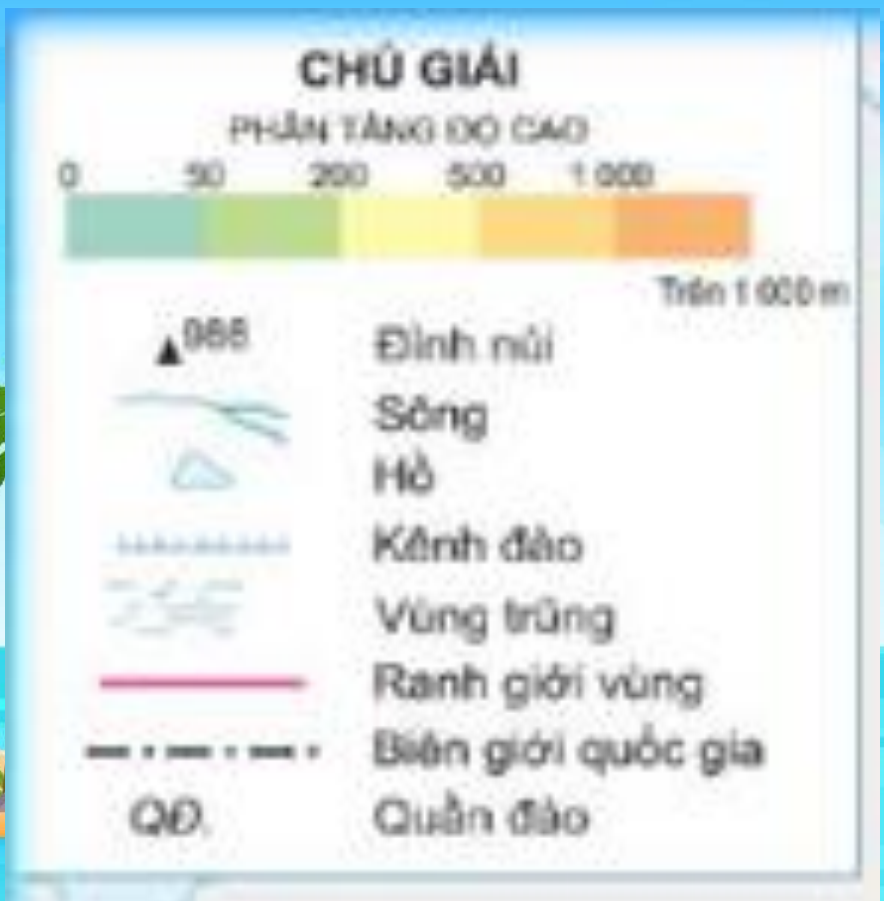 CHÚ GIẢI
PHÂN TẦNG ĐỘ CAO
0 50 200 500 1 000
Trên 1 000 m
▲986 Đỉnh núi
Sông
Hồ
Kênh đào
Vùng trũng
Ranh giới vùng
Biên giới quốc gia
QĐ. Quần đảo